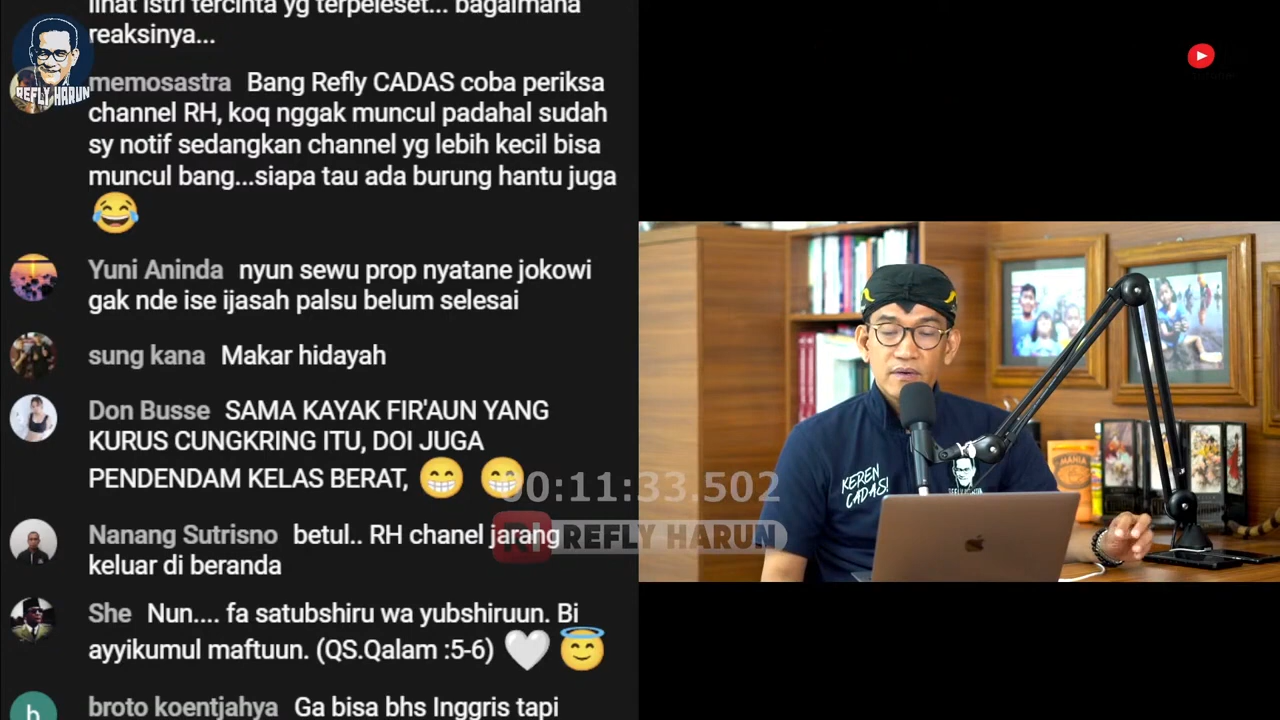 lihat istri tercinta yg terpeleset... bagaimana
reaksinya...
REFLY HARUN
memosastra Bang Refly CADAS coba periksa
channel RH, koq nggak muncul padahal sudah
sy notif sedangkan channel yg lebih kecil bisa
muncul bang...siapa tau ada burung hantu juga
😂
Yuni Aninda nyun sewu prop nyatane jokowi
gak nde ise ijasah palsu belum selesai
sung kana Makar hidayah
Don Busse SAMA KAYAK FIR'AUN YANG
KURUS CUNGKRING ITU, DOI JUGA
PENDENDAM KELAS BERAT, 😁 😁
Nanang Sutrisno betul.. RH chanel jarang
keluar di beranda
She Nun.... fa satubshiru wa yubshiruun. Bi
ayyikumul maftuun. (QS.Qalam :5-6) 🤍 😇
b
broto koentjahya Ga bisa bhs Inggris tapi
00:11:33.502
REFLY HARUN
KEREN
CADAS!
REFLY HARUN
MANIA